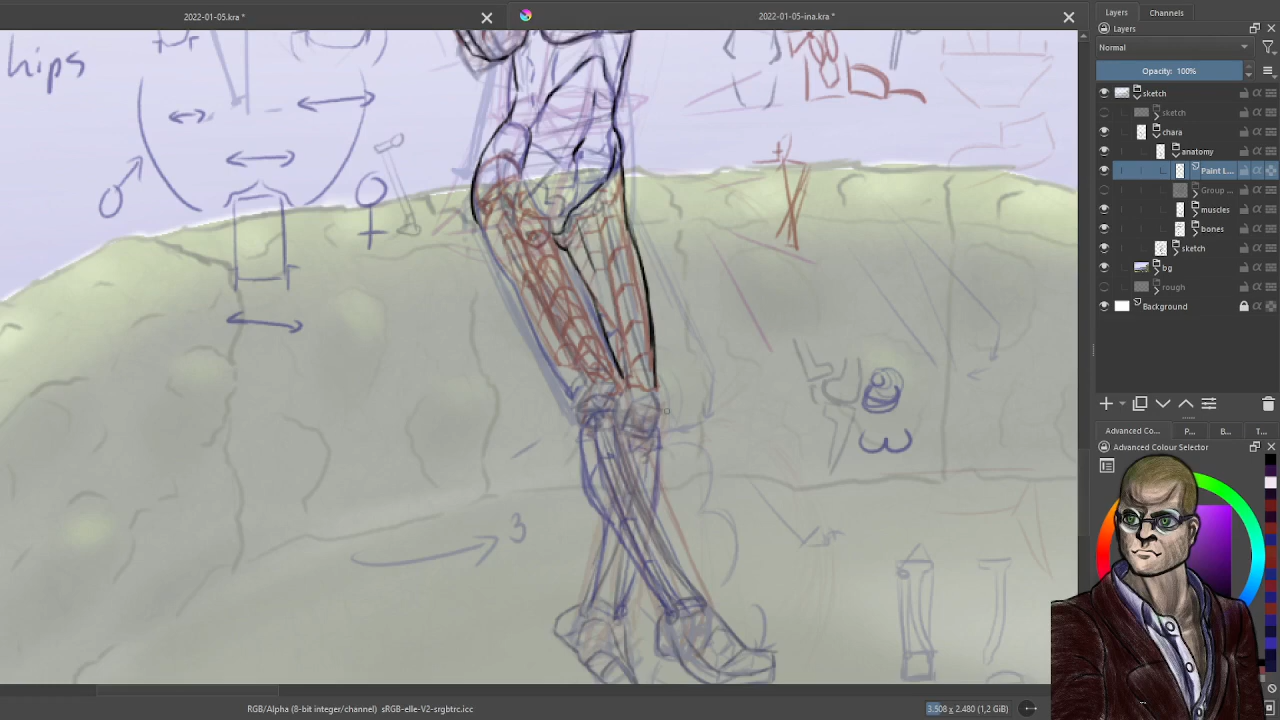 2022-01-05.kra *
2022-01-05-ina.kra *
Layers
Channels
Layers
hips
Normal
Opacity: 100%
sketch
sketch
chara
anatomy
Paint L...
Group ...
muscles
bones
sketch
bg
rough
Background
Advanced Co...
P...
B...
T...
Advanced Colour Selector
3
RGB/Alpha (8-bit integer/channel) sRGB-elle-V2-srgbtrc.icc
3.508 x 2.480 (1,2 GiB)